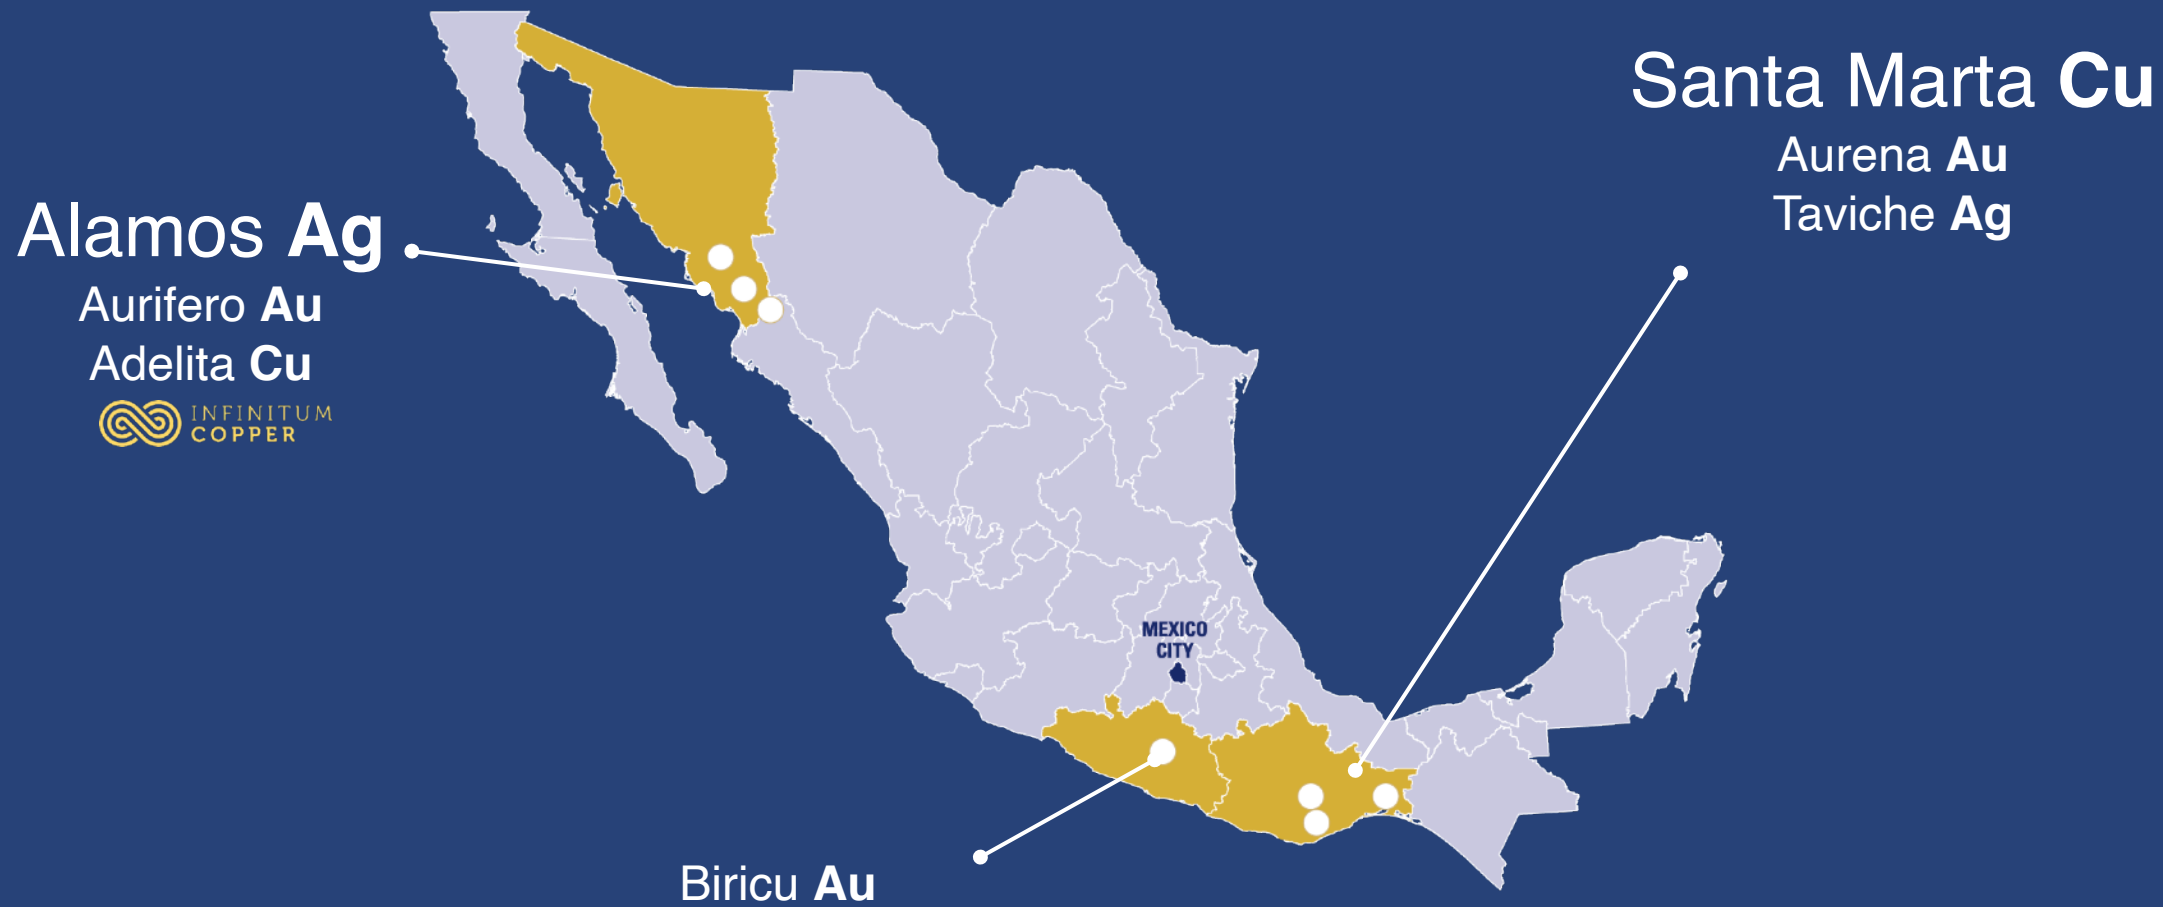 Santa Marta Cu
Aurena Au
Taviche Ag
Alamos Ag
Aurifero Au
Adelita Cu
INFINITUM
COPPER
MEXICO
CITY
Biricu Au